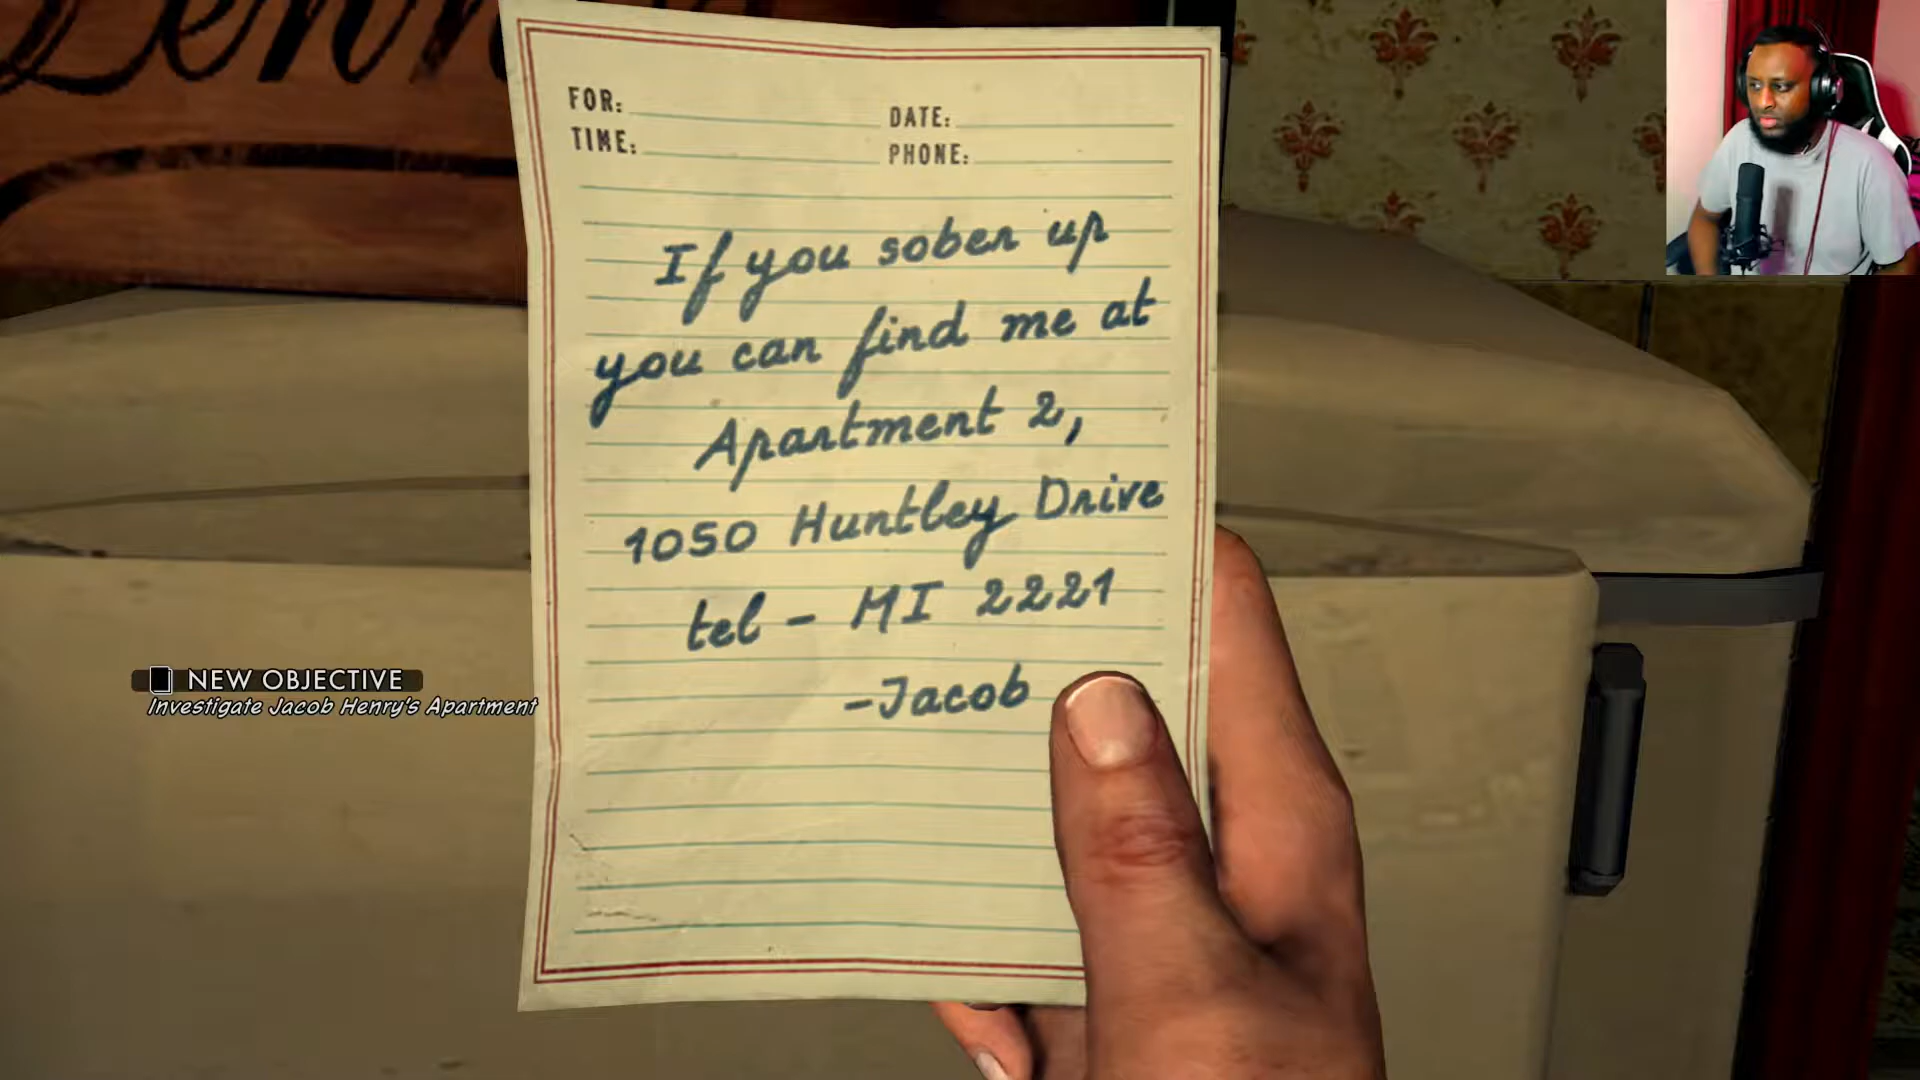 FOR:
DATE:
TIME:
PHONE:
If you sober up
you can find me at
Apartment 2,
1050 Huntley Drive
tel - MI 2221
-Jacob
NEW OBJECTIVE
Investigate Jacob Henry's Apartment